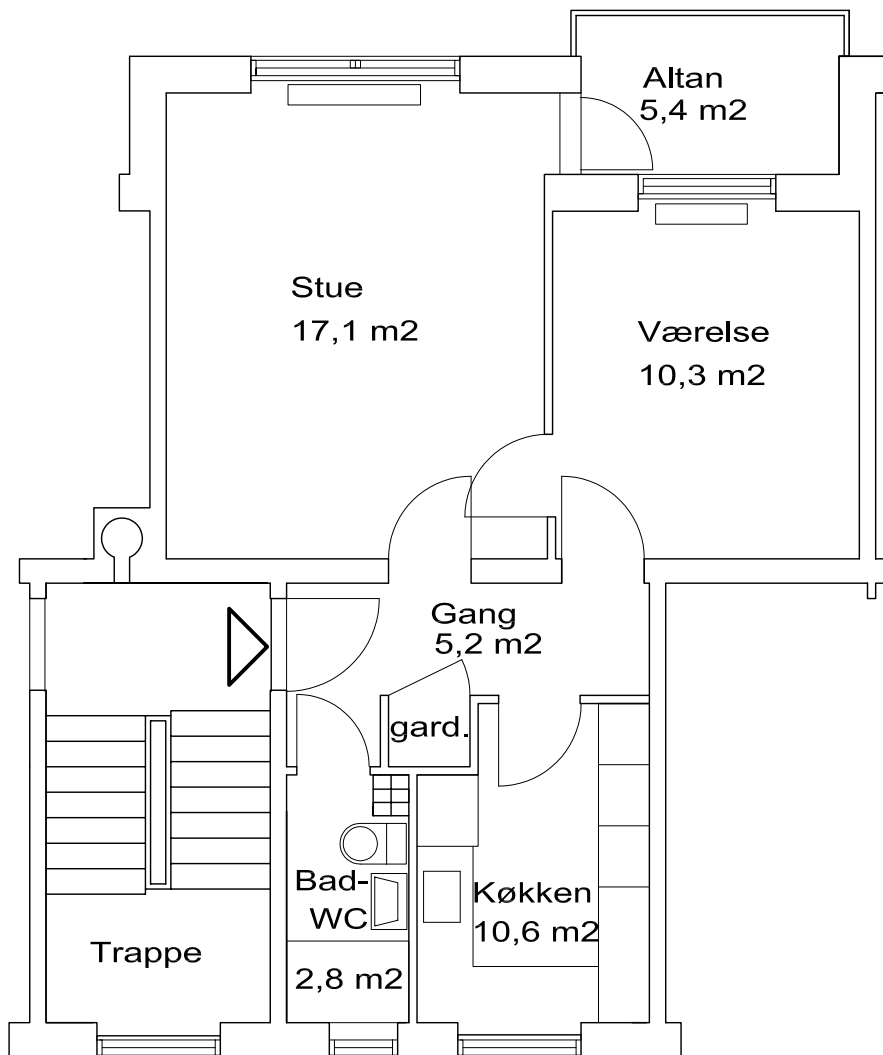 Altan
5,4 m2
Stue
17,1 m2
Værelse
10,3 m2
Gang
5,2 m2
gard.
Bad-
WC
2,8 m2
Køkken
10,6 m2
Trappe